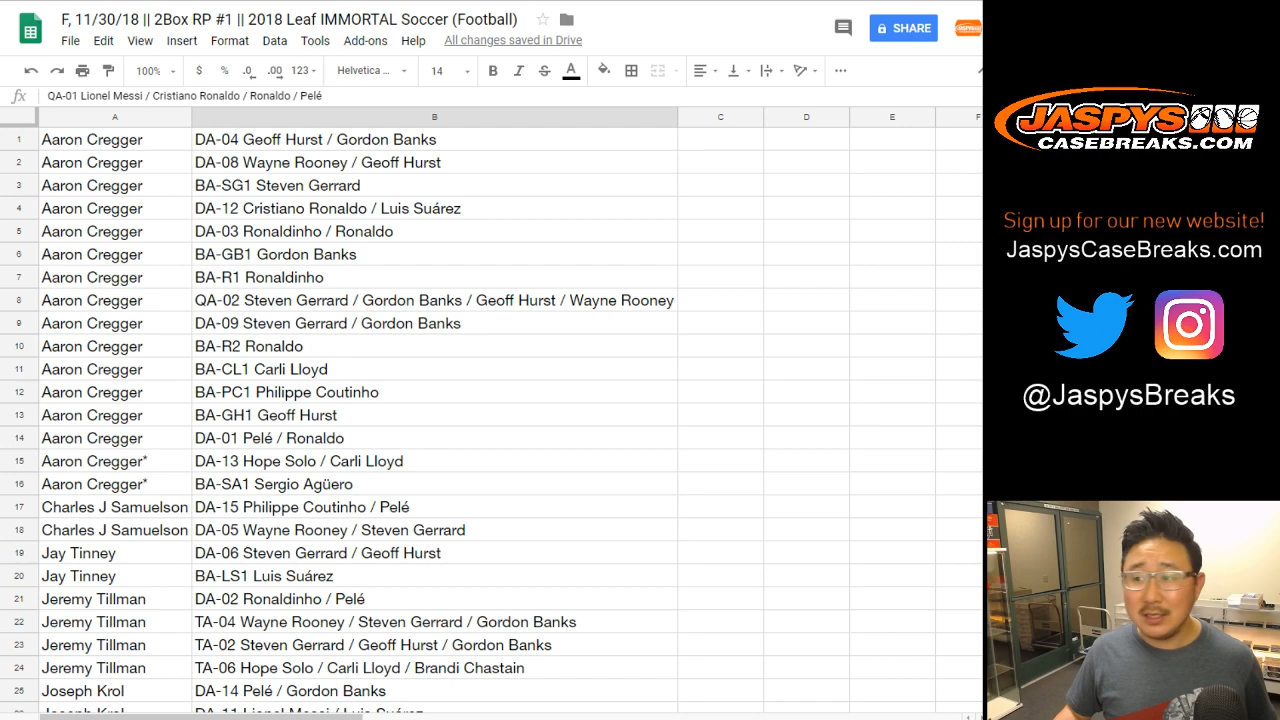 F, 11/30/18 || 2Box RP #1 || 2018 Leaf IMMORTAL Soccer (Football)
File Edit View Insert Format Data Tools Add-ons Help All changes saved in Drive
SHARE
100% $ % .0 .00 123 Helvetica ... 14 B I S A
fx QA-01 Lionel Messi / Cristiano Ronaldo / Ronaldo / Pelé
A B C D E F
1 Aaron Cregger DA-04 Geoff Hurst / Gordon Banks
2 Aaron Cregger DA-08 Wayne Rooney / Geoff Hurst
3 Aaron Cregger BA-SG1 Steven Gerrard
4 Aaron Cregger DA-12 Cristiano Ronaldo / Luis Suárez
5 Aaron Cregger DA-03 Ronaldinho / Ronaldo
6 Aaron Cregger BA-GB1 Gordon Banks
7 Aaron Cregger BA-R1 Ronaldinho
8 Aaron Cregger QA-02 Steven Gerrard / Gordon Banks / Geoff Hurst / Wayne Rooney
9 Aaron Cregger DA-09 Steven Gerrard / Gordon Banks
10 Aaron Cregger BA-R2 Ronaldo
11 Aaron Cregger BA-CL1 Carli Lloyd
12 Aaron Cregger BA-PC1 Philippe Coutinho
13 Aaron Cregger BA-GH1 Geoff Hurst
14 Aaron Cregger DA-01 Pelé / Ronaldo
15 Aaron Cregger* DA-13 Hope Solo / Carli Lloyd
16 Aaron Cregger* BA-SA1 Sergio Agüero
17 Charles J Samuelson DA-15 Philippe Coutinho / Pelé
18 Charles J Samuelson DA-05 Wayne Rooney / Steven Gerrard
19 Jay Tinney DA-06 Steven Gerrard / Geoff Hurst
20 Jay Tinney BA-LS1 Luis Suárez
21 Jeremy Tillman DA-02 Ronaldinho / Pelé
22 Jeremy Tillman TA-04 Wayne Rooney / Steven Gerrard / Gordon Banks
23 Jeremy Tillman TA-02 Steven Gerrard / Geoff Hurst / Gordon Banks
24 Jeremy Tillman TA-06 Hope Solo / Carli Lloyd / Brandi Chastain
25 Joseph Krol DA-14 Pelé / Gordon Banks
Joseph Krol DA-11 Lionel Messi / Luis Suárez
JASPYS
CASEBREAKS.COM
Sign up for our new website!
JaspysCaseBreaks.com
@JaspysBreaks